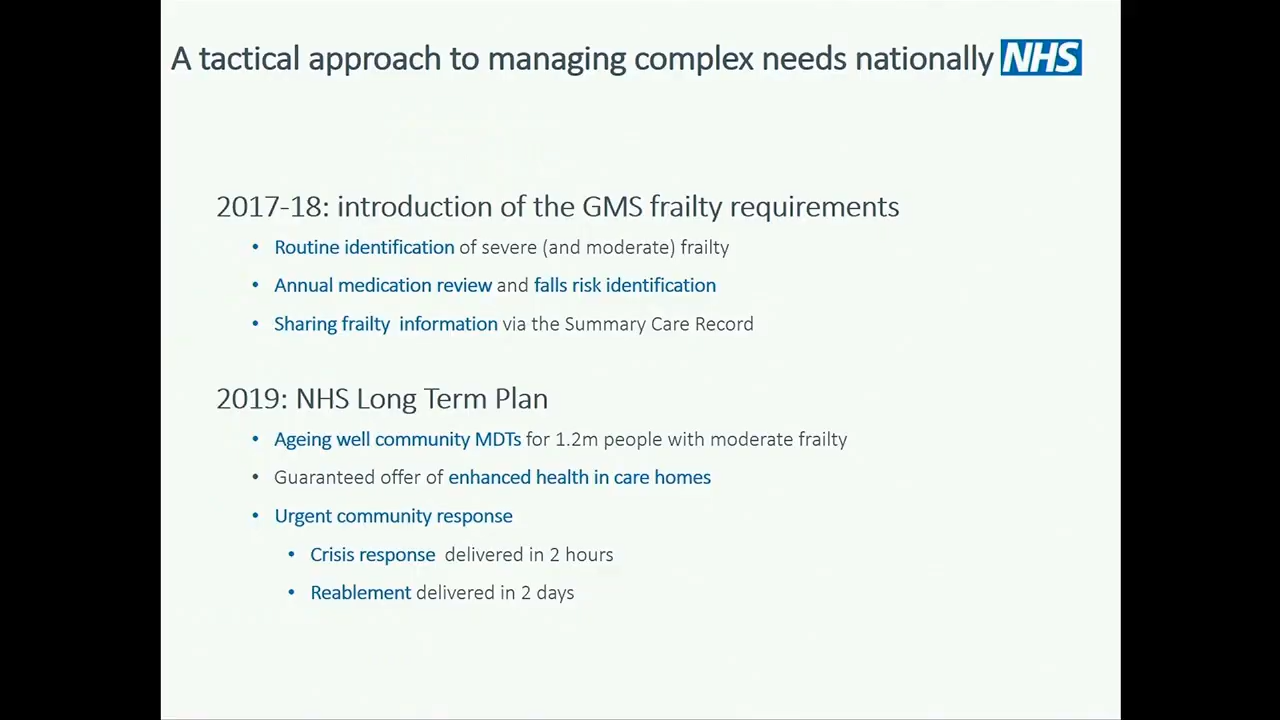 A tactical approach to managing complex needs nationally NHS
2017-18: introduction of the GMS frailty requirements
• Routine identification of severe (and moderate) frailty
• Annual medication review and falls risk identification
• Sharing frailty information via the Summary Care Record
2019: NHS Long Term Plan
• Ageing well community MDTs for 1.2m people with moderate frailty
• Guaranteed offer of enhanced health in care homes
• Urgent community response
• Crisis response delivered in 2 hours
• Reablement delivered in 2 days